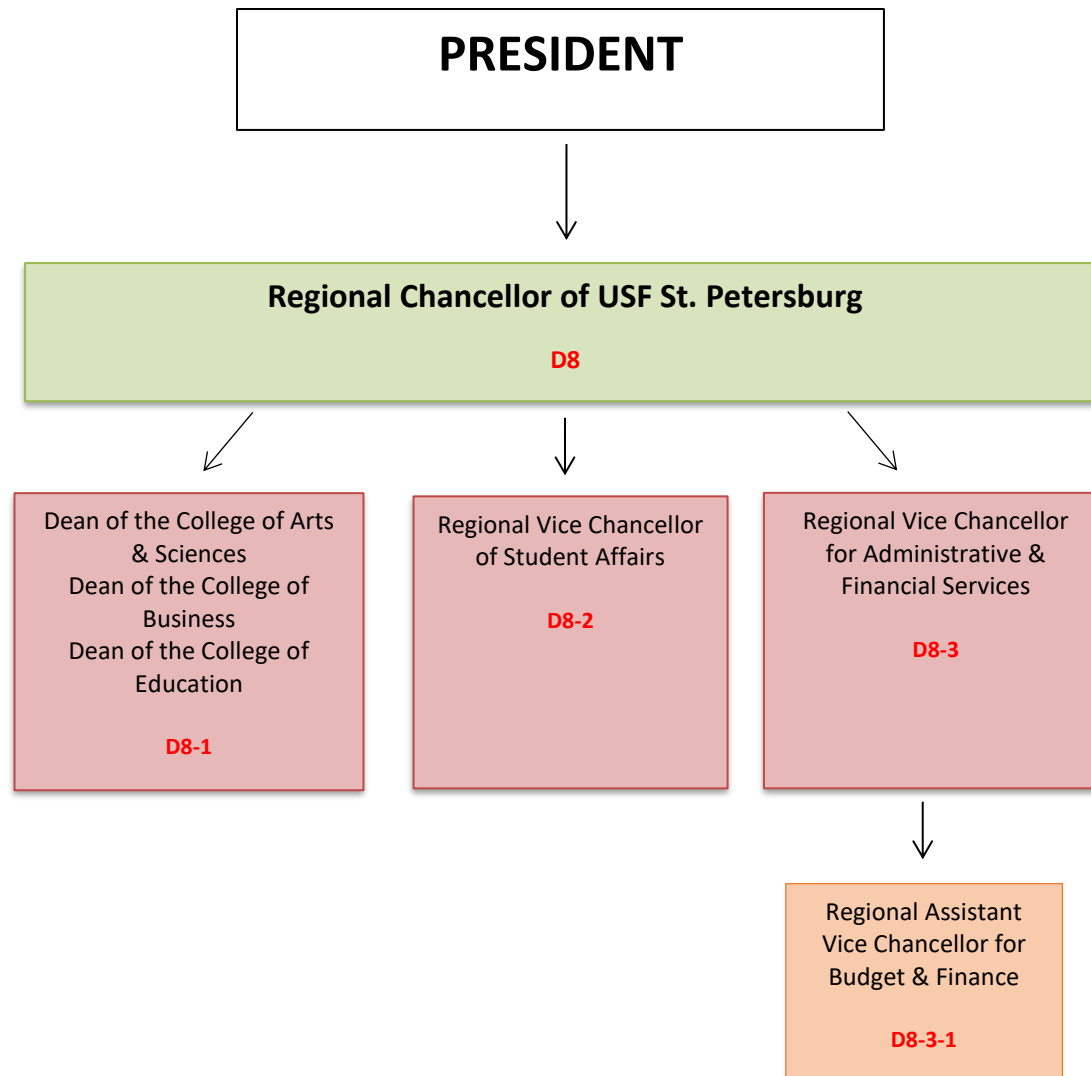 PRESIDENT
Regional Chancellor of USF St. Petersburg
D8
Dean of the College of Arts
& Sciences
Dean of the College of
Business
Dean of the College of
Education
D8-1
Regional Vice Chancellor
of Student Affairs
D8-2
Regional Vice Chancellor
for Administrative &
Financial Services
D8-3
Regional Assistant
Vice Chancellor for
Budget & Finance
D8-3-1